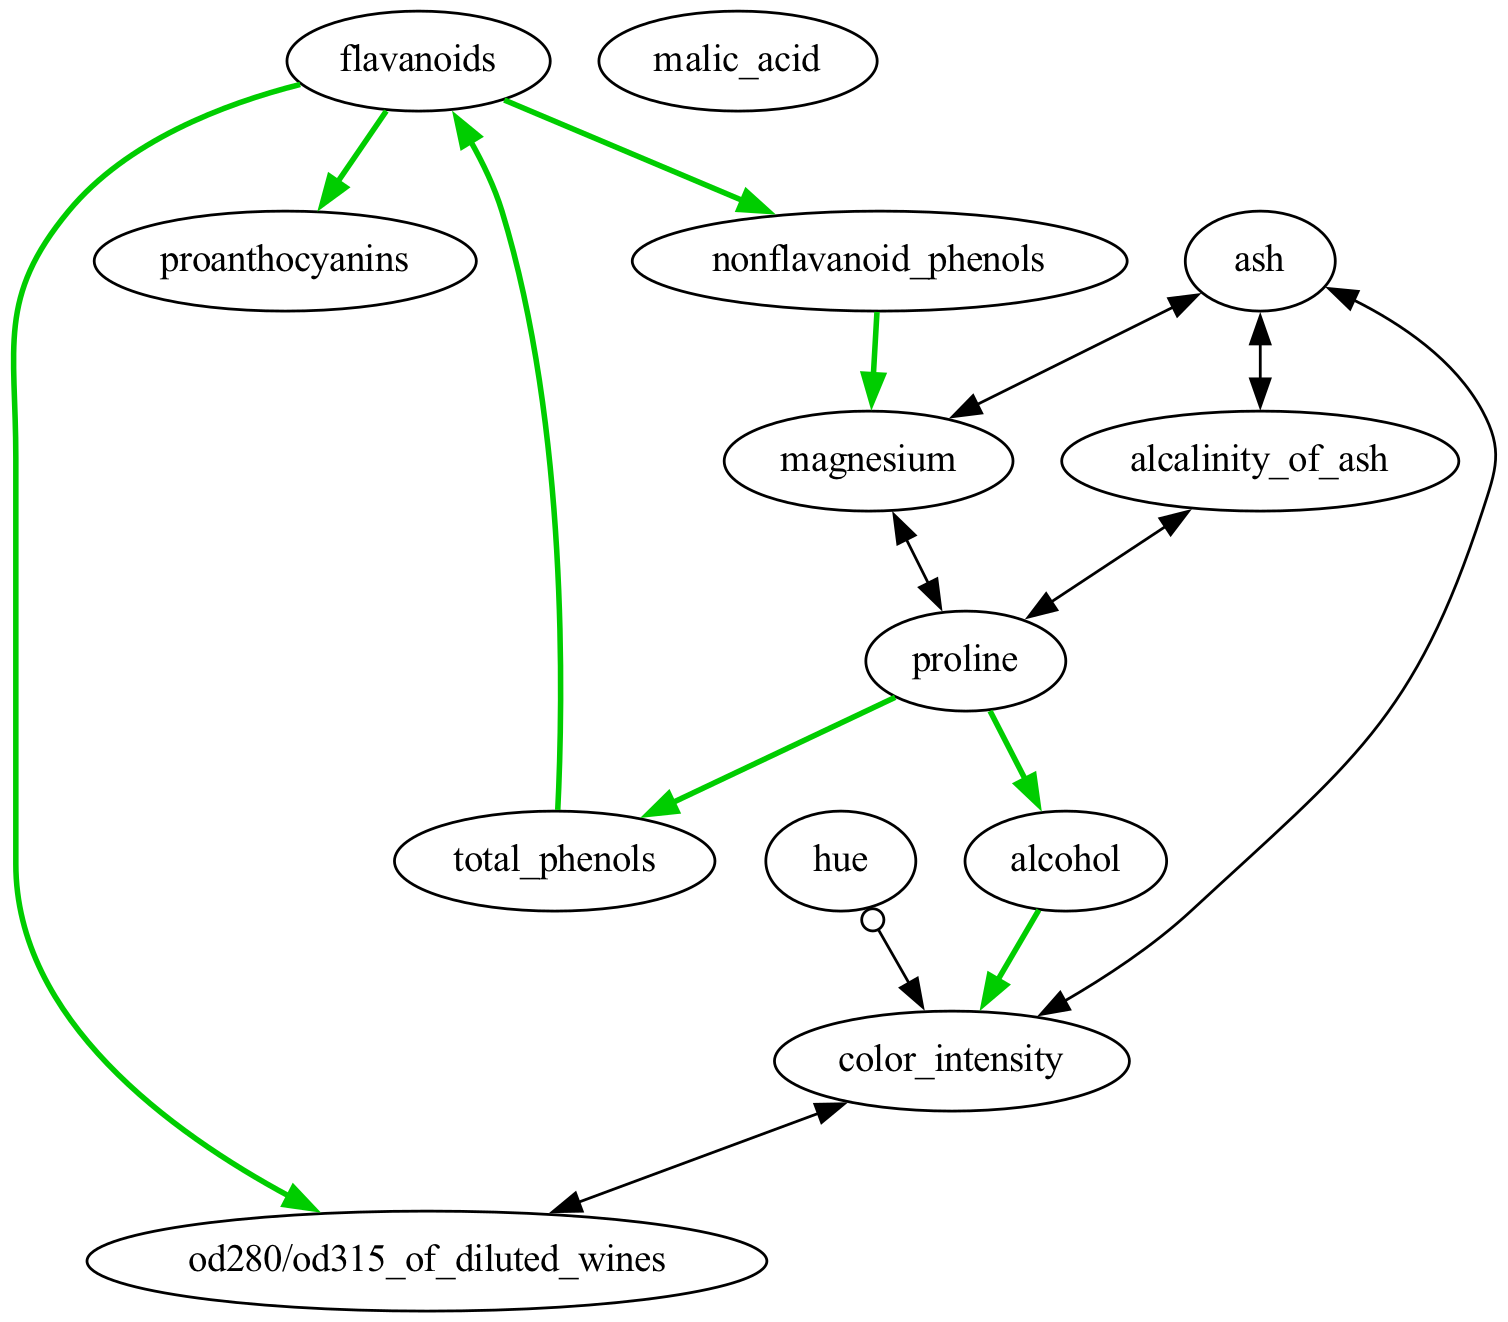 flavanoids
malic_acid
proanthocyanins
nonflavanoid_phenols
ash
magnesium
alcalinity_of_ash
proline
total_phenols
hue
alcohol
color_intensity
od280/od315_of_diluted_wines